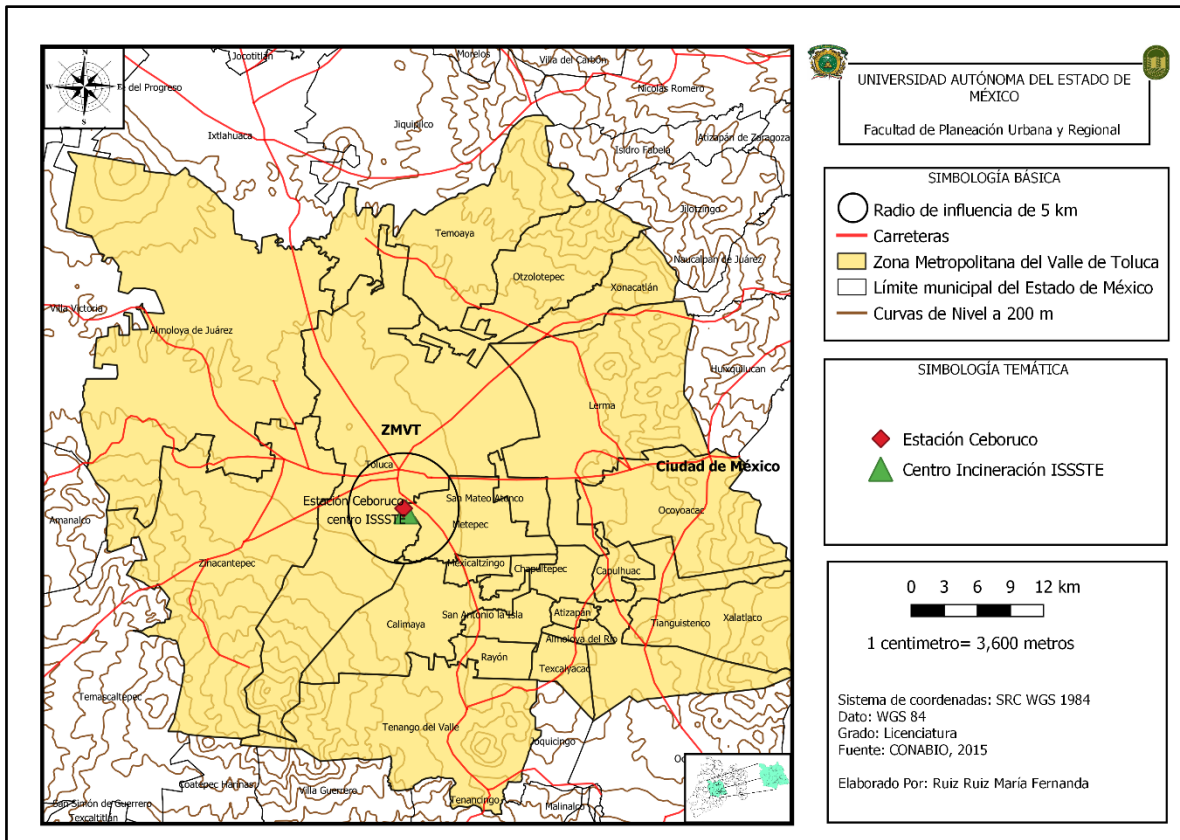 N
W
E
S
Jocotitlán
Morelos
Villa del Carbón
del Progreso
Nicolás Romero
Ixtlahuaca
Jiquipilco
Atizapán de Zaragoza
Isidro Fabela
Jilotzingo
Temoaya
Naucalpan de Juárez
Otzolotepec
Xonacatlán
Villa Victoria
Almoloya de Juárez
Huixquilucan
Lerma
ZMVT
Toluca
Ciudad de México
Estación Ceboruco
San Mateo Atenco
centro ISSSTE
Metepec
Ocoyoacac
Amanalco
Zinacantepec
Mexicaltzingo
Chapultepec
Capulhuac
San Antonio la Isla
Atizapán
Calimaya
Tianguistenco
Xalatlaco
Almoloya del Río
Rayón
Texcalyacac
Temascaltepec
Tenango del Valle
Joquicingo
Oc
Coatepec Harinas
Villa Guerrero
San Simón de Guerrero
Tenancingo
Malinalco
Texcaltitlán
UNIVERSIDAD AUTÓNOMA DEL ESTADO DE
MÉXICO
Facultad de Planeación Urbana y Regional
SIMBOLOGÍA BÁSICA
Radio de influencia de 5 km
Carreteras
Zona Metropolitana del Valle de Toluca
Límite municipal del Estado de México
Curvas de Nivel a 200 m
SIMBOLOGÍA TEMÁTICA
Estación Ceboruco
Centro Incineración ISSSTE
0 3 6 9 12 km
1 centimetro= 3,600 metros
Sistema de coordenadas: SRC WGS 1984
Dato: WGS 84
Grado: Licenciatura
Fuente: CONABIO, 2015
Elaborado Por: Ruiz Ruiz María Fernanda